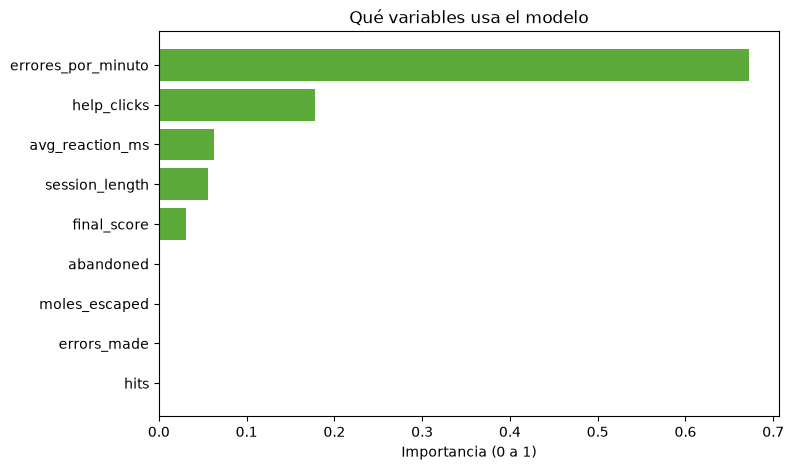 Qué variables usa el modelo
errores_por_minuto
help_clicks
avg_reaction_ms
session_length
final_score
abandoned
moles_escaped
errors_made
hits
0.0 0.1 0.2 0.3 0.4 0.5 0.6 0.7
Importancia (0 a 1)